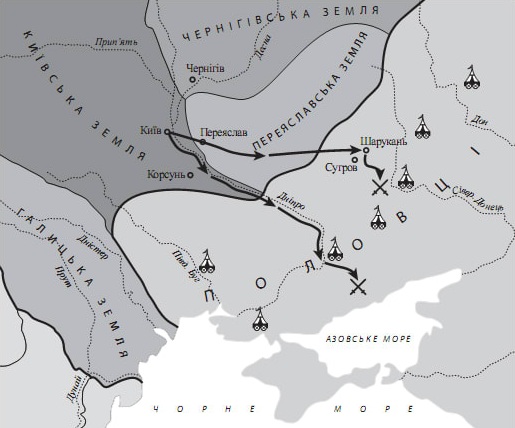 ЧЕРНІГІВСЬКА ЗЕМЛЯ
КИЇВСЬКА ЗЕМЛЯ
Прип'ять
Десна
Чернігів
ПЕРЕЯСЛАВСЬКА ЗЕМЛЯ
Київ
Переяслав
Шарукань
Сугров
Дон
Корсунь
Сівер. Донець
Дніпро
ГАЛИЦЬКА ЗЕМЛЯ
Дністер
Прут
Півд. Буг
ПОЛОВЦІ
АЗОВСЬКЕ МОРЕ
Дунай
ЧОРНЕ МОРЕ